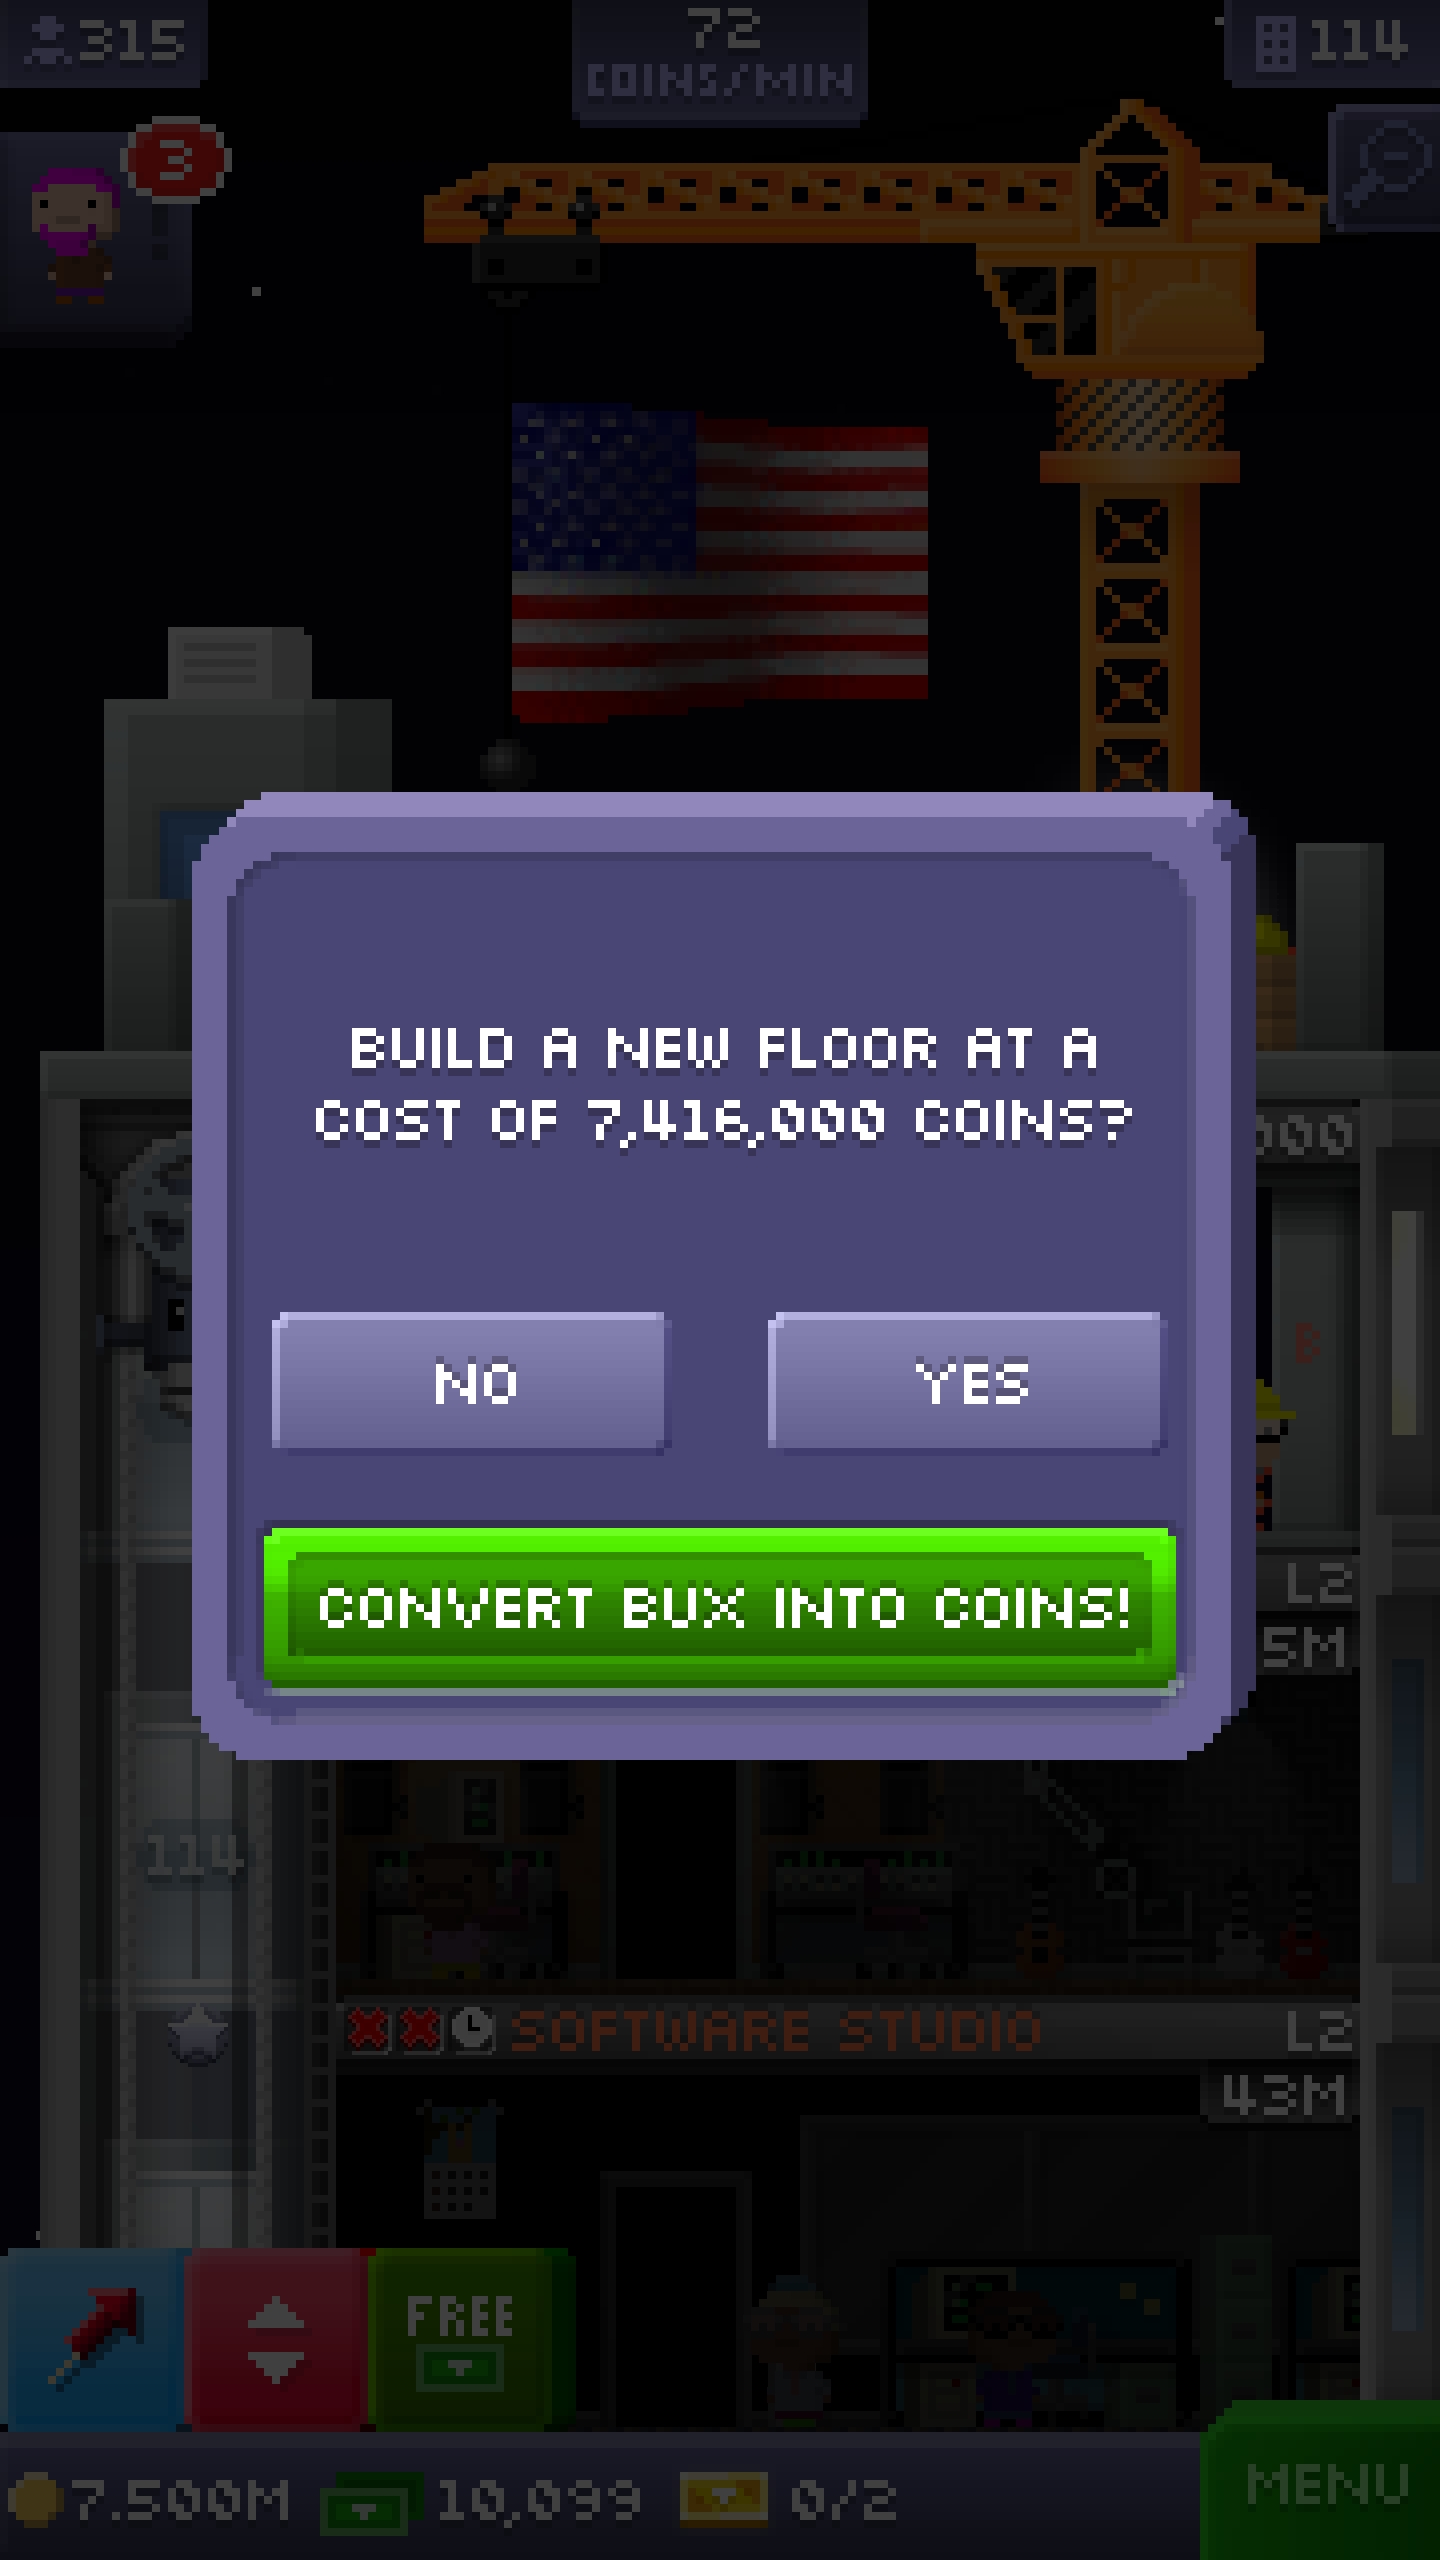 315
72
COINS/MIN
114
3
BUILD A NEW FLOOR AT A
COST OF 7,416,000 COINS?
000
B
NO
YES
L2
CONVERT BUX INTO COINS!
5M
114
SOFTWARE STUDIO
L2
43M
FREE
7.500M
10,099
0/2
MENU